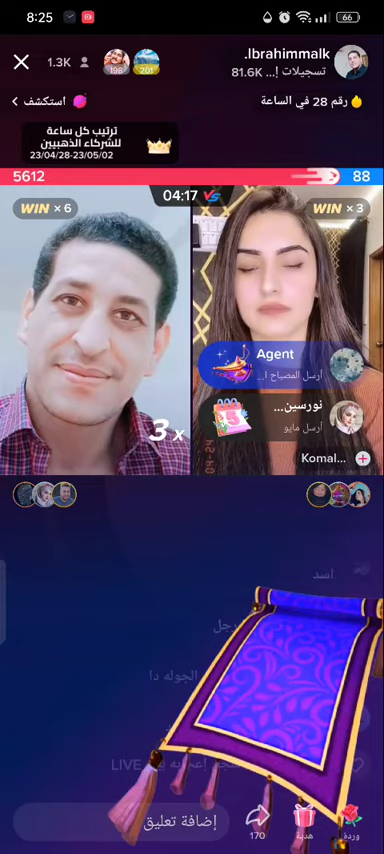 8:25
66
1.3K
198
201
Ibrahimmalk.
81.6K تسجيلات إ...
استكشف
رقم 28 في الساعة
ترتيب كل ساعة
للشركاء الذهبيين
23/04/28-23/05/02
5612
88
04:17
VS
WIN × 6
WIN × 3
Agent
أرسل المصباح ا...
نورسين...
أرسل مايو
3 x
Komal...
اسد
الجوله دا
LIVE
إضافة تعليق
170
هدية
وردة